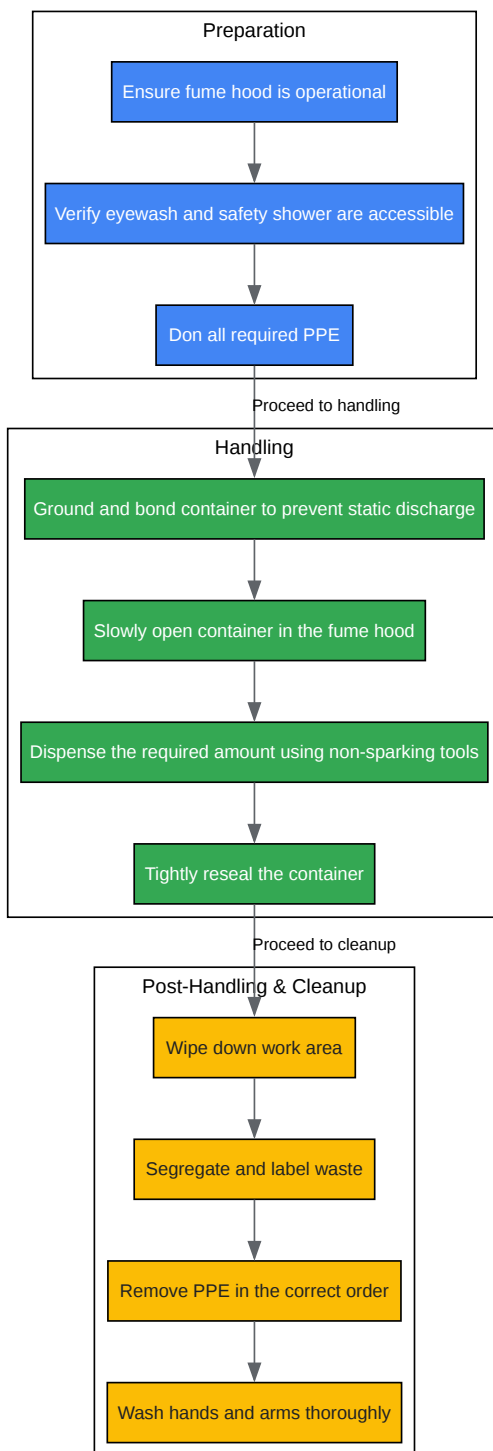 Preparation
Ensure fume hood is operational
Verify eyewash and safety shower are accessible
Don all required PPE
Proceed to handling
Handling
Ground and bond container to prevent static discharge
Slowly open container in the fume hood
Dispense the required amount using non-sparking tools
Tightly reseal the container
Proceed to cleanup
Post-Handling & Cleanup
Wipe down work area
Segregate and label waste
Remove PPE in the correct order
Wash hands and arms thoroughly